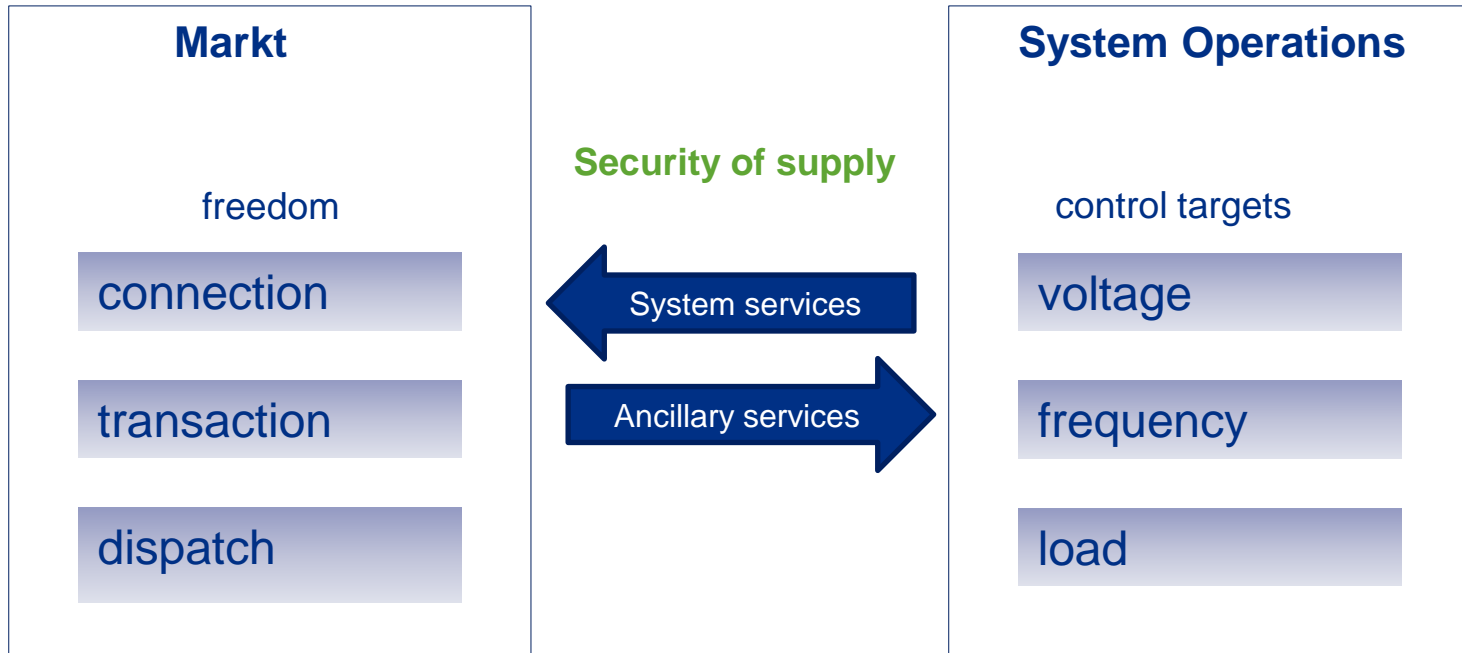 Markt
freedom
connection
transaction
dispatch
Security of supply
System services
Ancillary services
System Operations
control targets
voltage
frequency
load